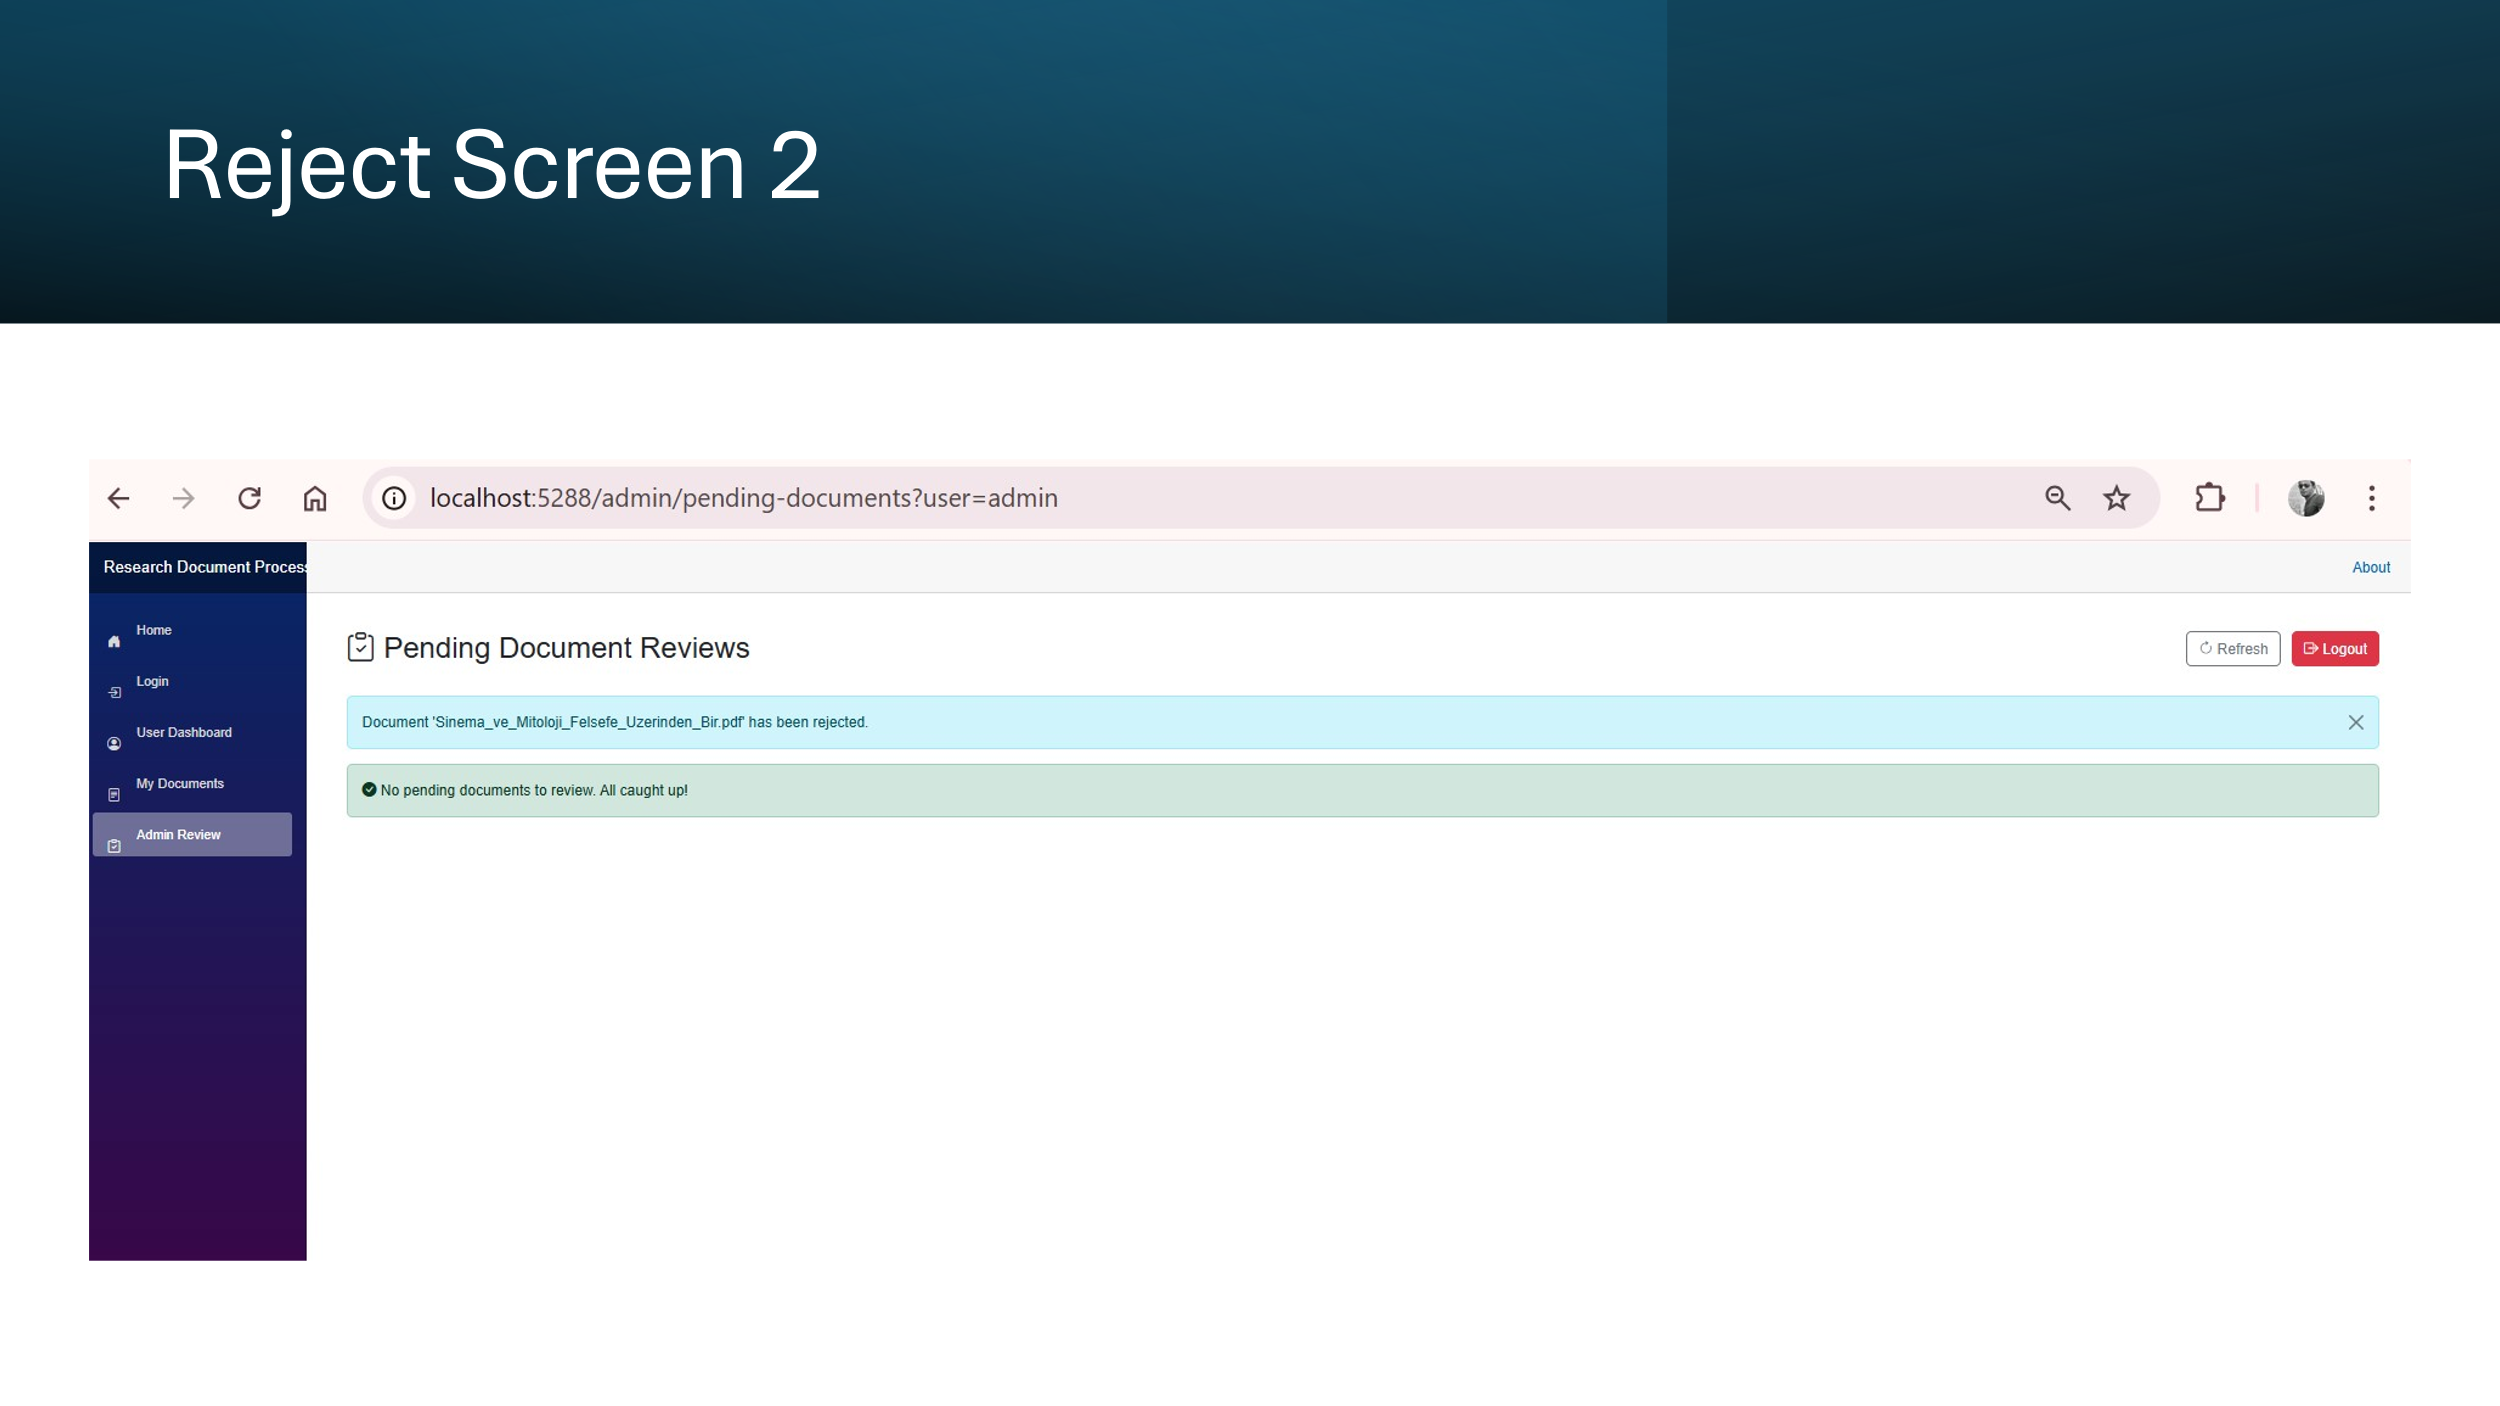 Reject Screen 2
localhost:5288/admin/pending-documents?user=admin
Research Document Process
About
Home
Login
User Dashboard
My Documents
Admin Review
Pending Document Reviews
Refresh
Logout
Document 'Sinema_ve_Mitoloji_Felsefe_Uzerinden_Bir.pdf' has been rejected.
No pending documents to review. All caught up!